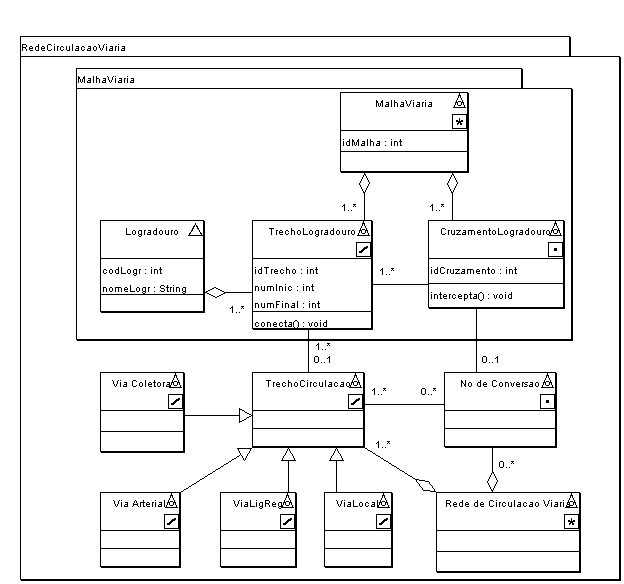 RedeCirculacaoViaria
MalhaViaria
MalhaViaria
*
idMalha : int
1..*
1..*
Logradouro
TrechoLogradouro
CruzamentoLogradouro
codLogr : int
nomeLogr : String
idTrecho : int
numInic : int
numFinal : int
conecta() : void
1..*
idCruzamento : int
intercepta() : void
1..*
1..*
0..1
0..1
Via Coletora
TrechoCirculacao
1..*
0..*
No de Conversao
1..*
0..*
Via Arterial
ViaLigReg
ViaLocal
Rede de Circulacao Viaria
*